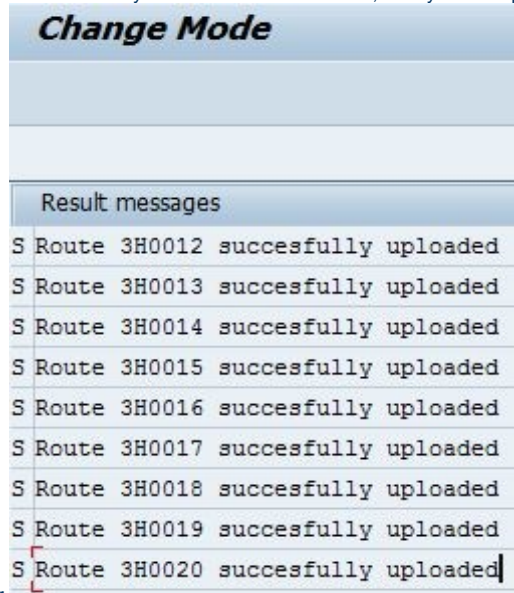 Change Mode
Result messages
S Route 3H0012 succesfully uploaded
S Route 3H0013 succesfully uploaded
S Route 3H0014 succesfully uploaded
S Route 3H0015 succesfully uploaded
S Route 3H0016 succesfully uploaded
S Route 3H0017 succesfully uploaded
S Route 3H0018 succesfully uploaded
S Route 3H0019 succesfully uploaded
S Route 3H0020 succesfully uploaded